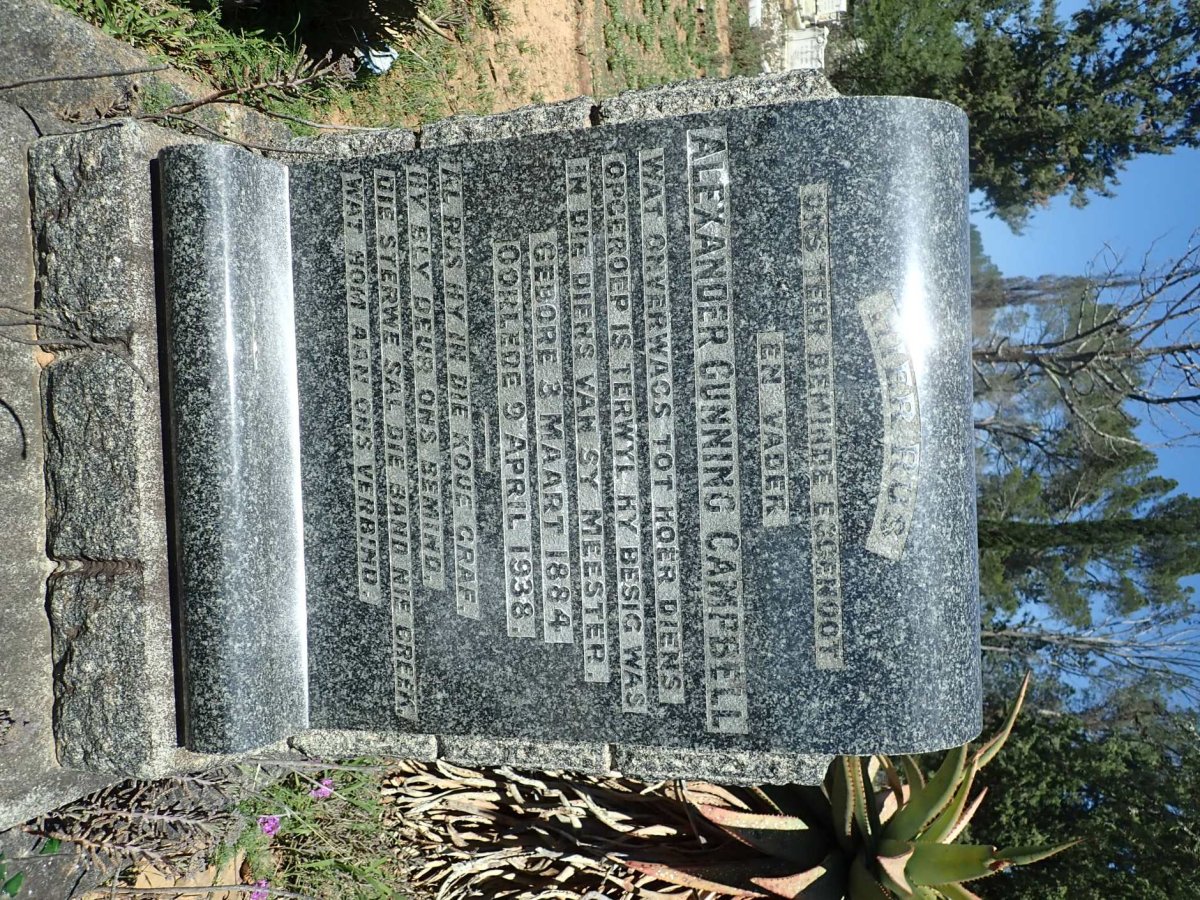 HIER RUS
ONS TEER BEMINDE EGGENOOT
EN VADER
ALEXANDER GUNNING CAMPBELL
WAT ONVERWAGS TOT HOËR DIENS
OPGEROEP IS TERWYL HY BESIG WAS
IN DIE DIENS VAN SY MEESTER
GEBORE 3 MAART 1884
OORLEDE 9 APRIL 1938
AL RUS HY IN DIE KOUE GRAF,
HY BLY DEUR ONS BEMIND,
DIE STERWE SAL DIE BAND NIE BREEK
WAT HOM AAN ONS VERBIND.